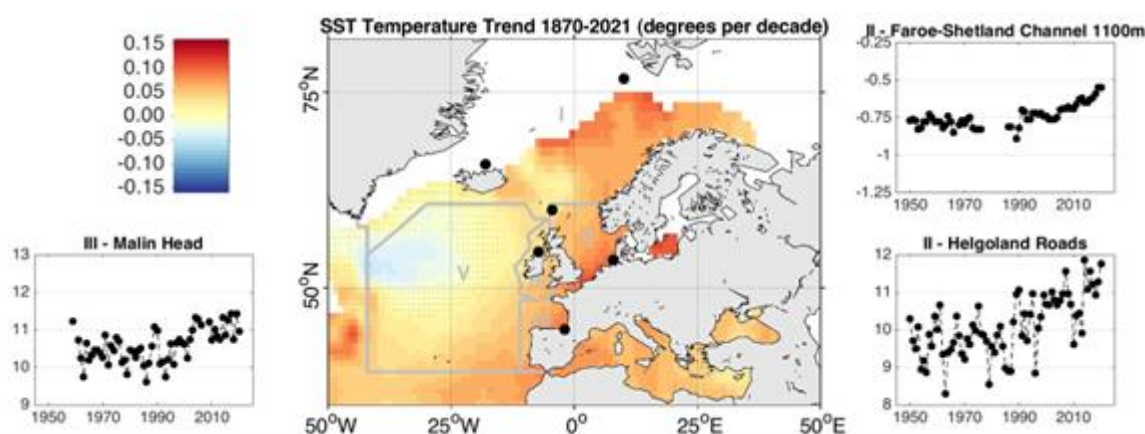 SST Temperature Trend 1870-2021 (degrees per decade)
0.15
0.10
0.05
0.00
-0.05
-0.10
-0.15
75°N
50°N
50°W
25°W
0°
25°E
50°E
I
V
II - Faroe-Shetland Channel 1100m
-0.25
-0.5
-0.75
-1
-1.25
1950
1970
1990
2010
III - Malin Head
13
12
11
10
9
1950
1970
1990
2010
II - Helgoland Roads
12
11
10
9
8
1950
1970
1990
2010